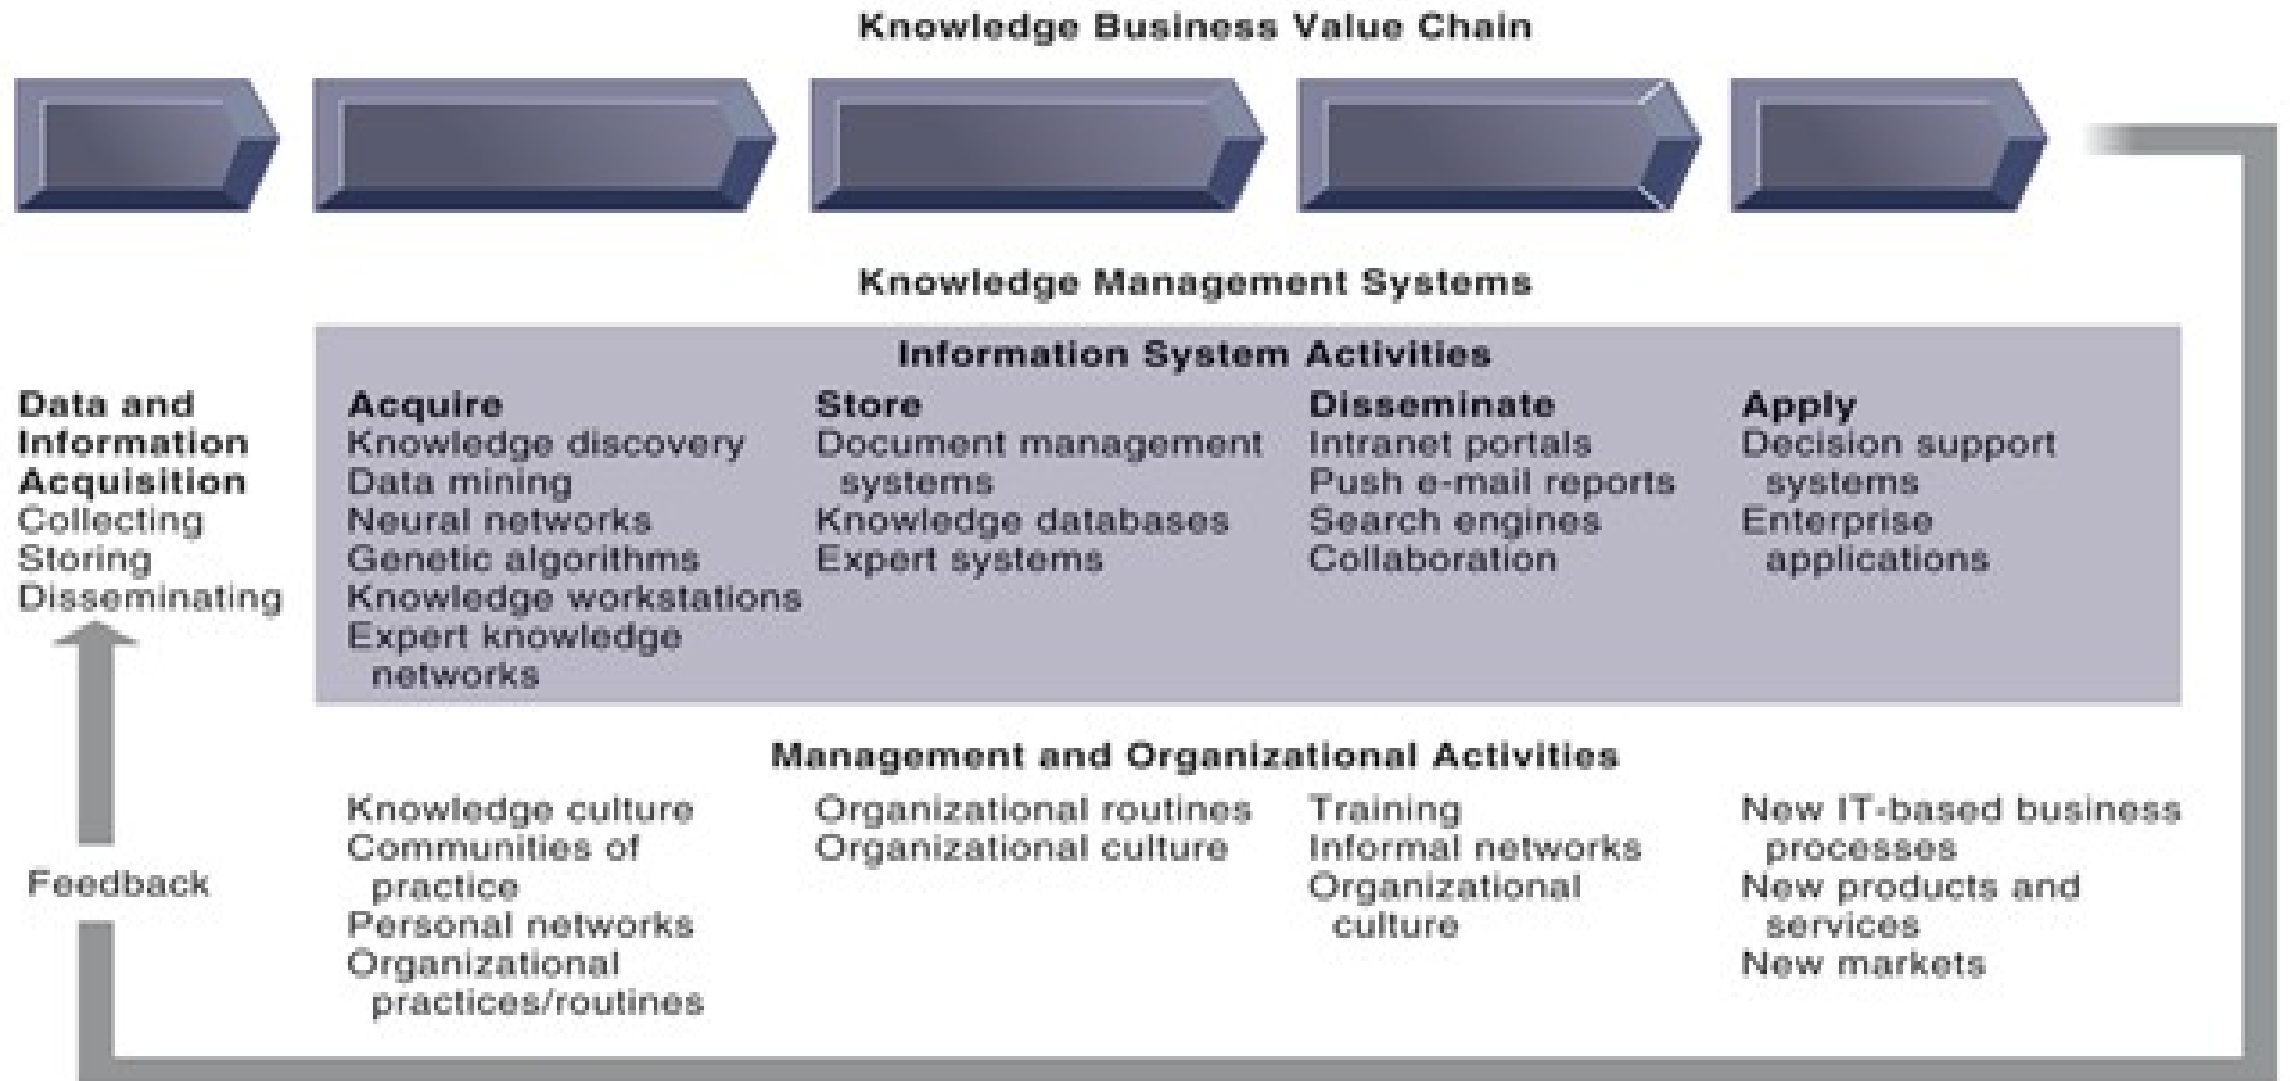 Knowledge Business Value Chain
Knowledge Management Systems
Information System Activities
Data and
Information
Acquisition
Collecting
Storing
Disseminating
Acquire
Knowledge discovery
Data mining
Neural networks
Genetic algorithms
Knowledge workstations
Expert knowledge
networks
Store
Document management
systems
Knowledge databases
Expert systems
Disseminate
Intranet portals
Push e-mail reports
Search engines
Collaboration
Apply
Decision support
systems
Enterprise
applications
Management and Organizational Activities
Knowledge culture
Communities of
practice
Personal networks
Organizational
practices/routines
Organizational routines
Organizational culture
Training
Informal networks
Organizational
culture
New IT-based business
processes
New products and
services
New markets
Feedback